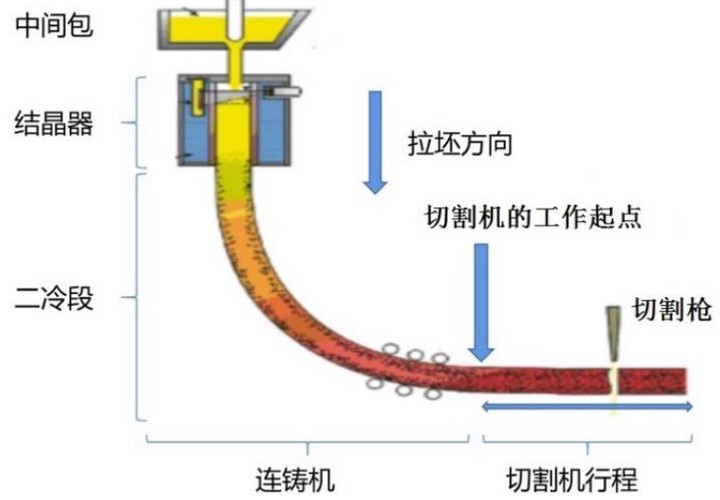 中间包
结晶器
拉坯方向
切割机的工作起点
二冷段
切割枪
连铸机
切割机行程